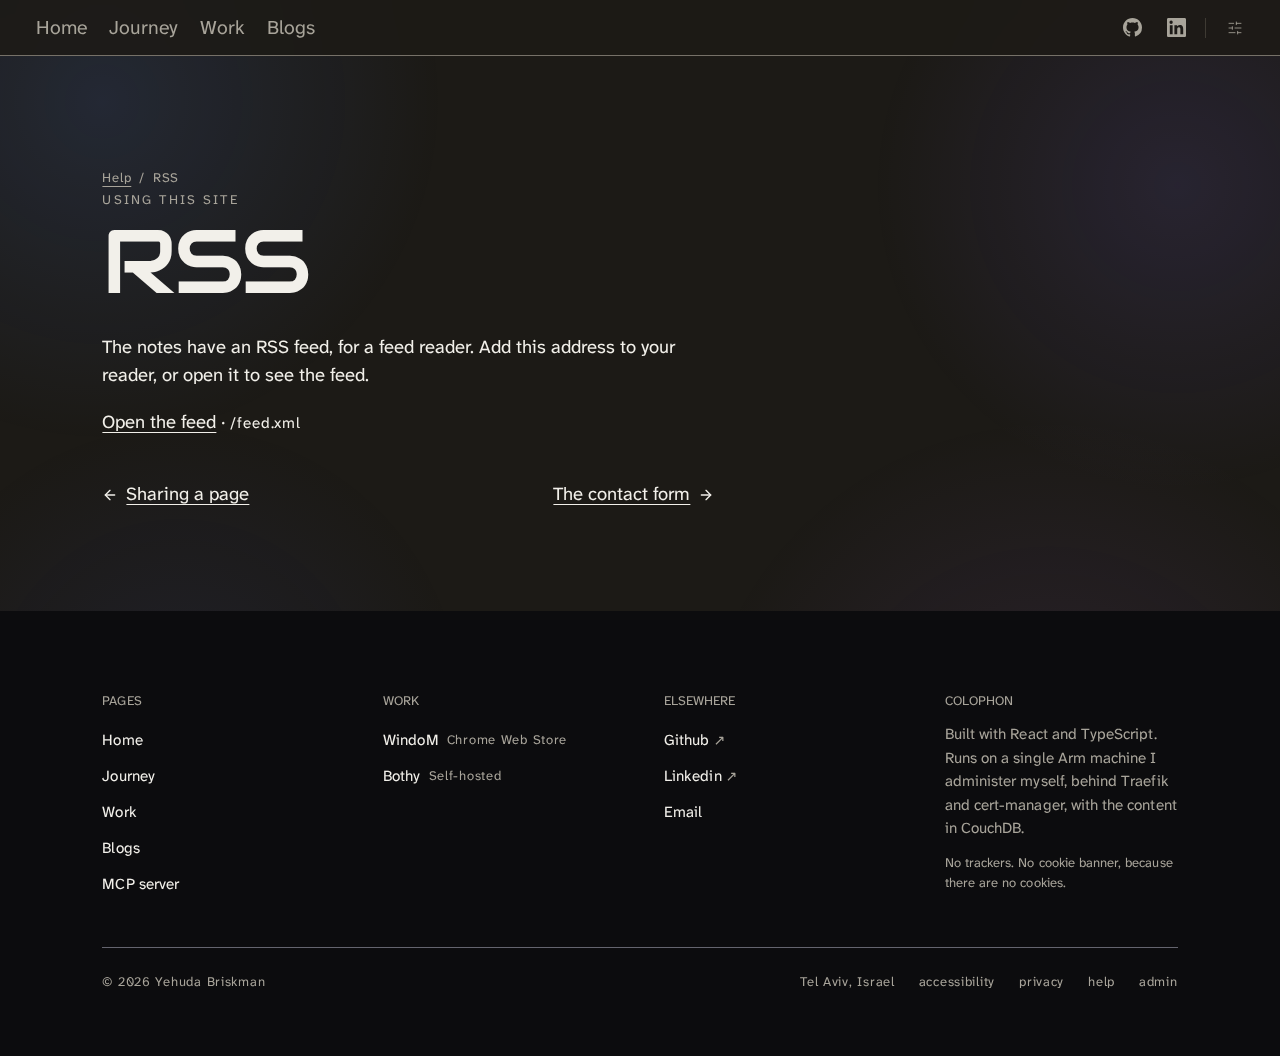 Home Journey Work Blogs
Help / RSS
USING THIS SITE
RSS
The notes have an RSS feed, for a feed reader. Add this address to your
reader, or open it to see the feed.
Open the feed · /feed.xml
← Sharing a page
The contact form →
PAGES
Home
Journey
Work
Blogs
MCP server
WORK
WindoM Chrome Web Store
Bothy Self-hosted
ELSEWHERE
Github ↗
Linkedin ↗
Email
COLOPHON
Built with React and TypeScript.
Runs on a single Arm machine I
administer myself, behind Traefik
and cert-manager, with the content
in CouchDB.
No trackers. No cookie banner, because
there are no cookies.
© 2026 Yehuda Briskman
Tel Aviv, Israel accessibility privacy help admin